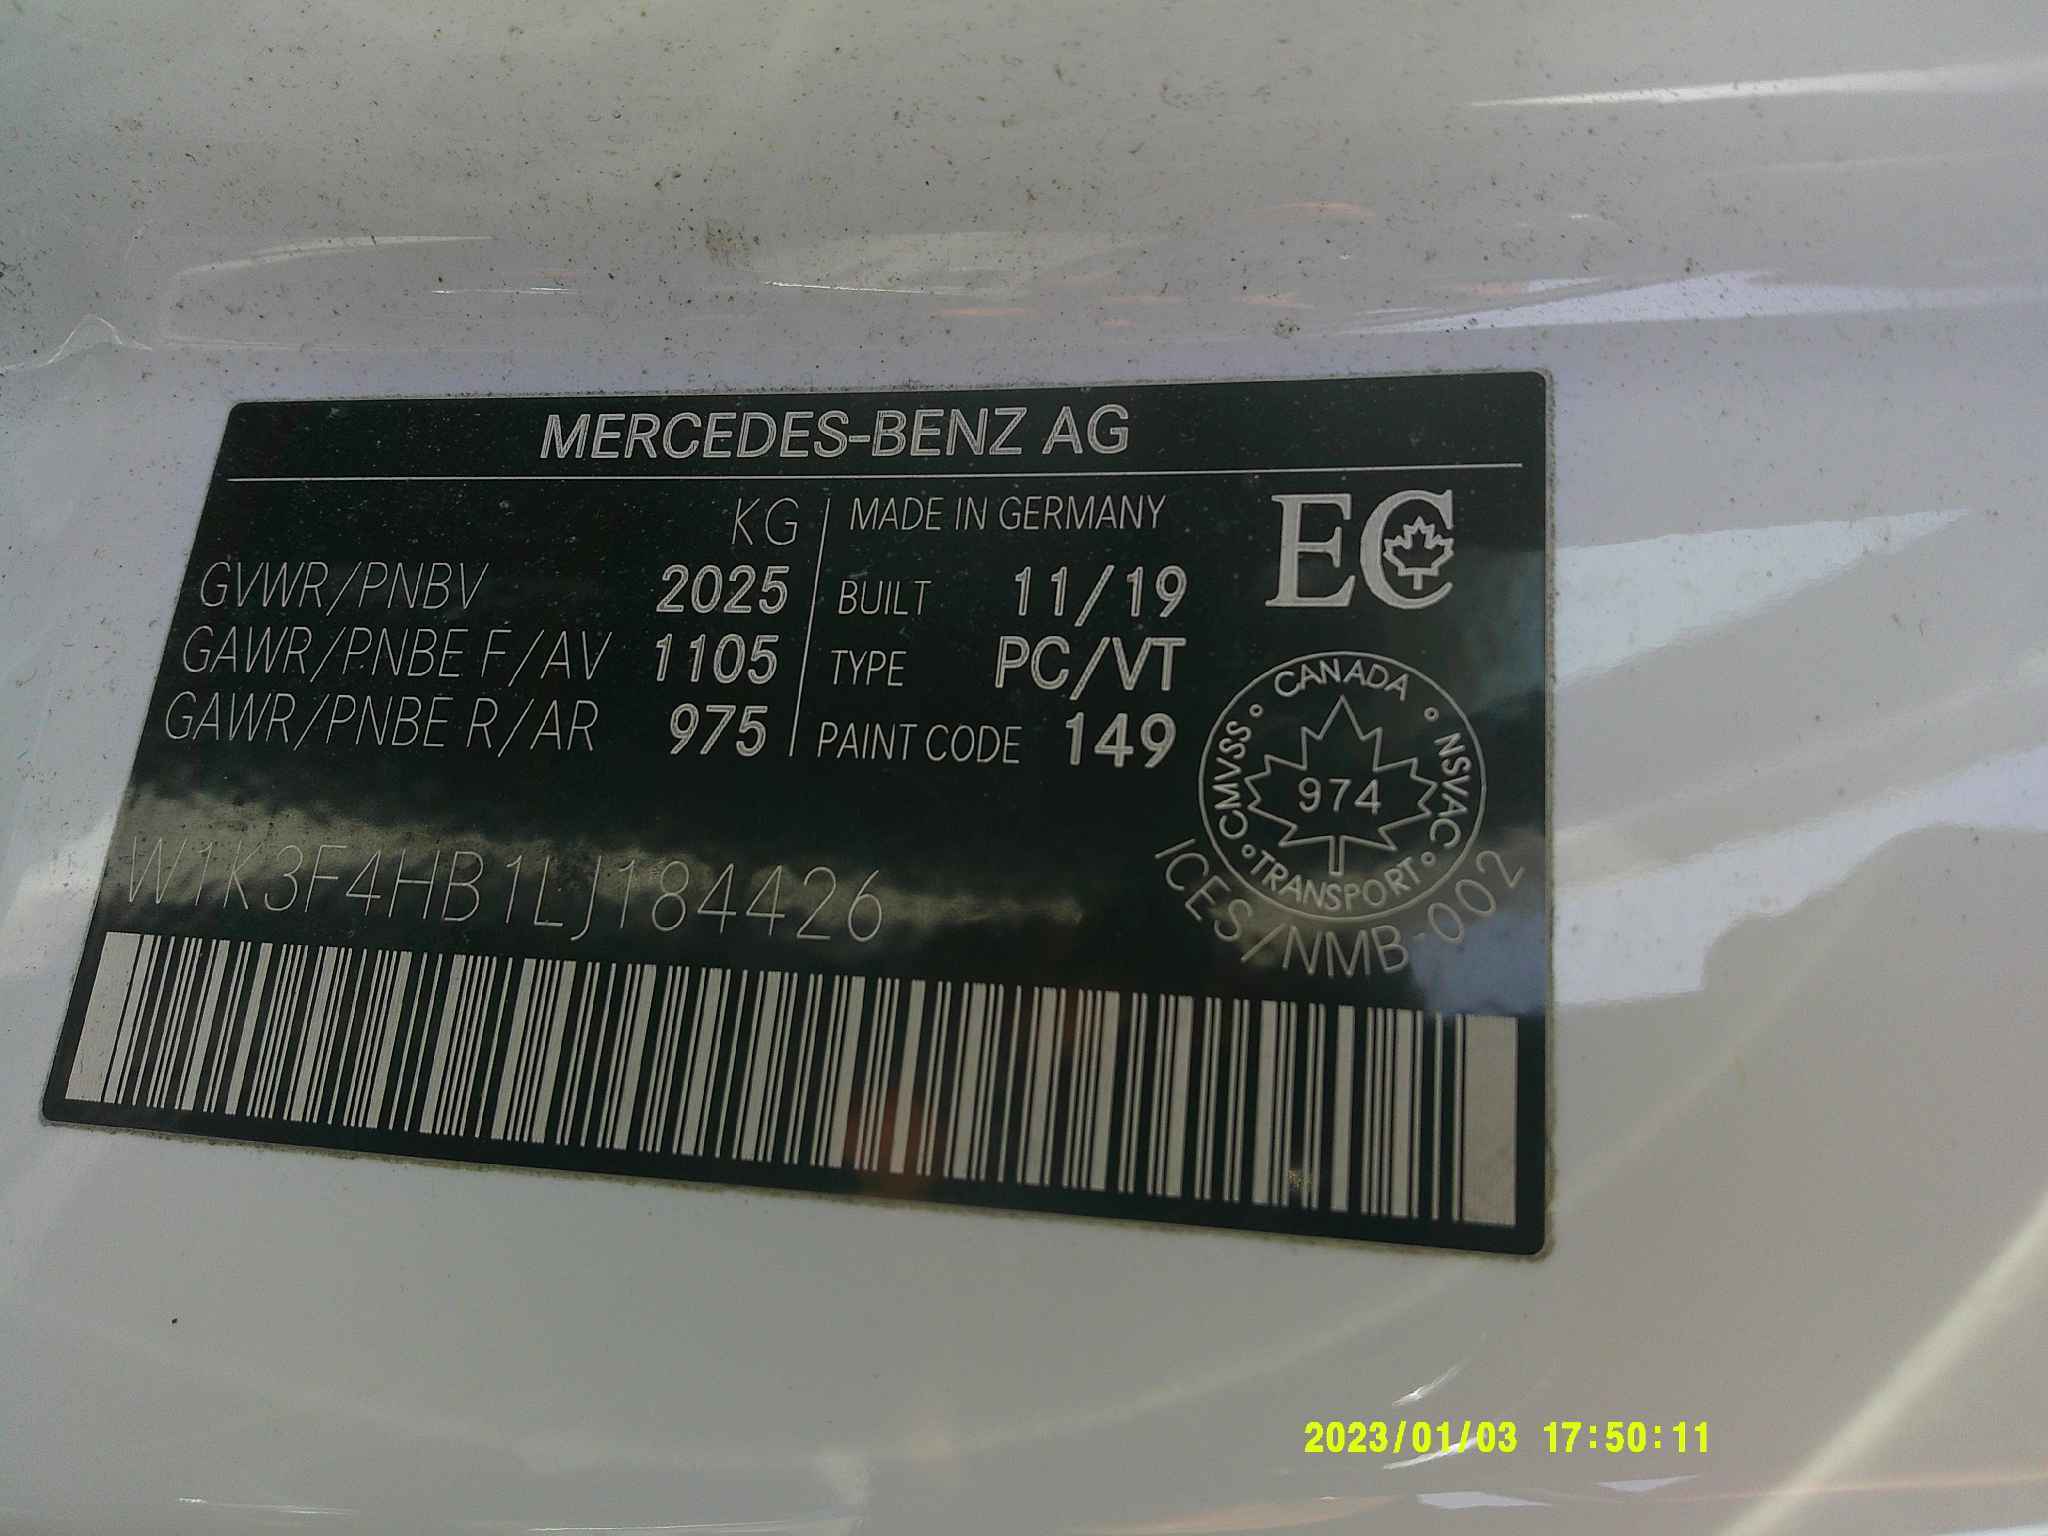 MERCEDES-BENZ AG
KG
GVWR/PNBV 2025
GAWR/PNBE F/AV 1105
GAWR/PNBE R/AR 975
MADE IN GERMANY
BUILT 11/19
TYPE PC/VT
PAINT CODE 149
EC
CANADA
CMVSS
NSVAC
974
TRANSPORT
ICES/NMB-002
W1K3F4HB1LJ184426
2023/01/03 17:50:11